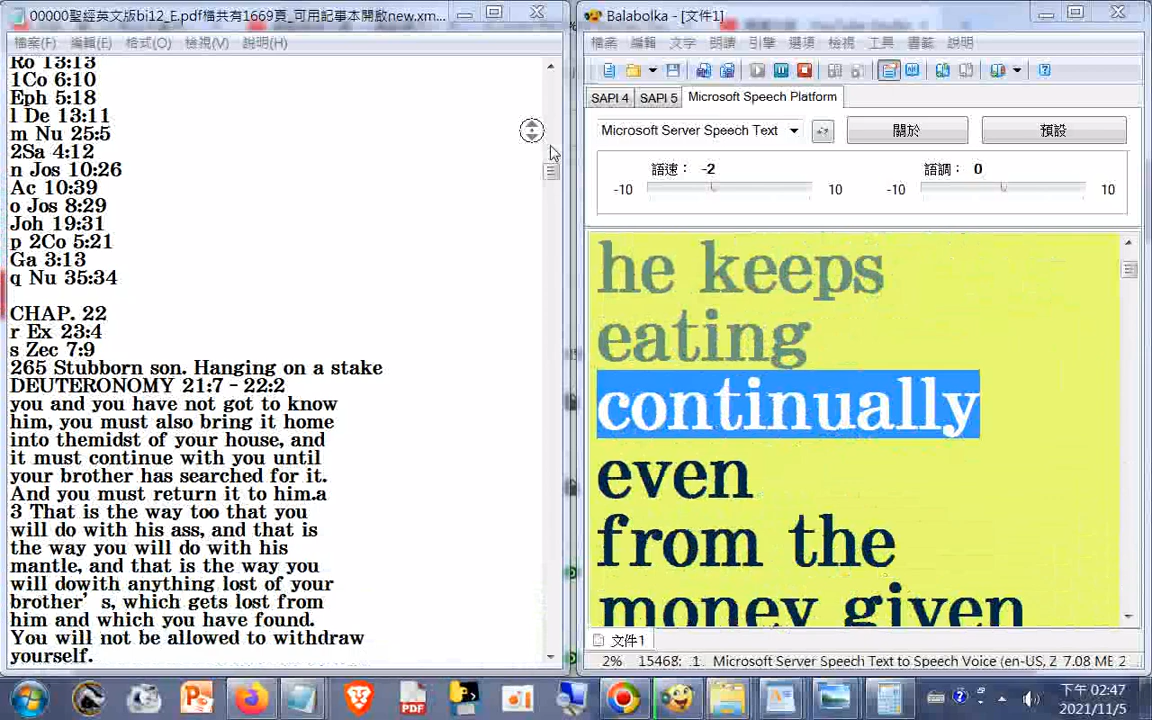 00000聖經英文版bi12_E.pdf檔共有1669頁_可用記事本開啟new.xm...
檔案(F) 編輯(E) 格式(O) 檢視(V) 說明(H)
Ro 13:13
1Co 6:10
Eph 5:18
l De 13:11
m Nu 25:5
2Sa 4:12
n Jos 10:26
Ac 10:39
o Jos 8:29
Joh 19:31
p 2Co 5:21
Ga 3:13
q Nu 35:34
CHAP. 22
r Ex 23:4
s Zec 7:9
265 Stubborn son. Hanging on a stake
DEUTERONOMY 21:7 - 22:2
you and you have not got to know
him, you must also bring it home
into themidst of your house, and
it must continue with you until
your brother has searched for it.
And you must return it to him.a
3 That is the way too that you
will do with his ass, and that is
the way you will do with his
mantle, and that is the way you
will dowith anything lost of your
brother’ s, which gets lost from
him and which you have found.
You will not be allowed to withdraw
yourself.
Balabolka - [文件1]
檔案 編輯 文字 朗讀 引擎 選項 檢視 工具 書籤 說明
SAPI 4 SAPI 5 Microsoft Speech Platform
Microsoft Server Speech Text 關於 預設
語速： -2 語調： 0
-10 10 -10 10
he keeps
eating
continually
even
from the
money given
文件1
2% 15468: .1. Microsoft Server Speech Text to Speech Voice (en-US, Z 7.08 MB 2
下午 02:47
2021/11/5